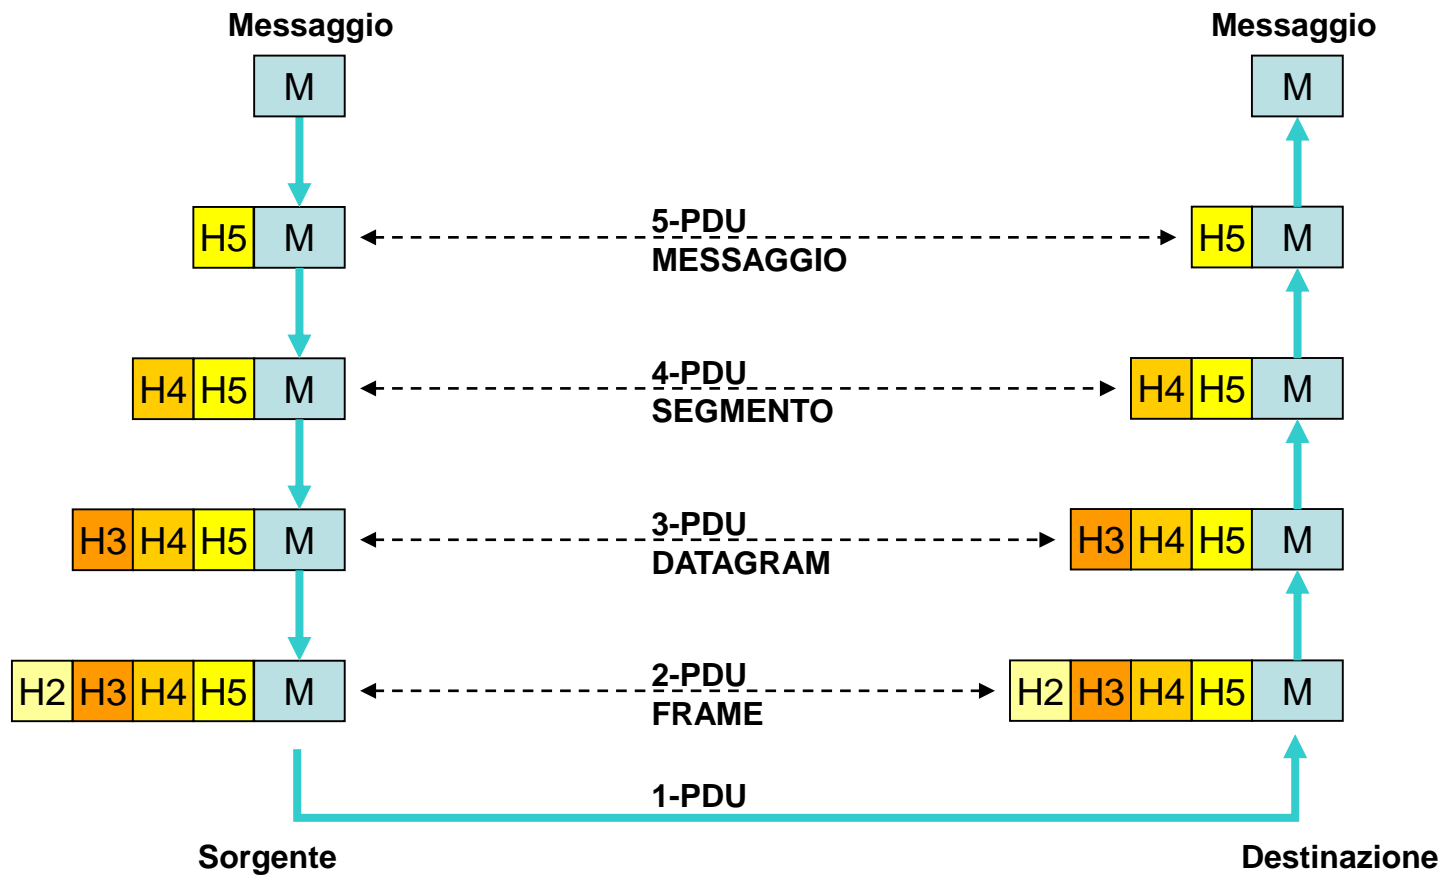 Messaggio Messaggio
M M
H5 M 5-PDU H5 M
MESSAGGIO
H4 H5 M 4-PDU H4 H5 M
SEGMENTO
H3 H4 H5 M 3-PDU H3 H4 H5 M
DATAGRAM
H2 H3 H4 H5 M 2-PDU H2 H3 H4 H5 M
FRAME
1-PDU
Sorgente Destinazione